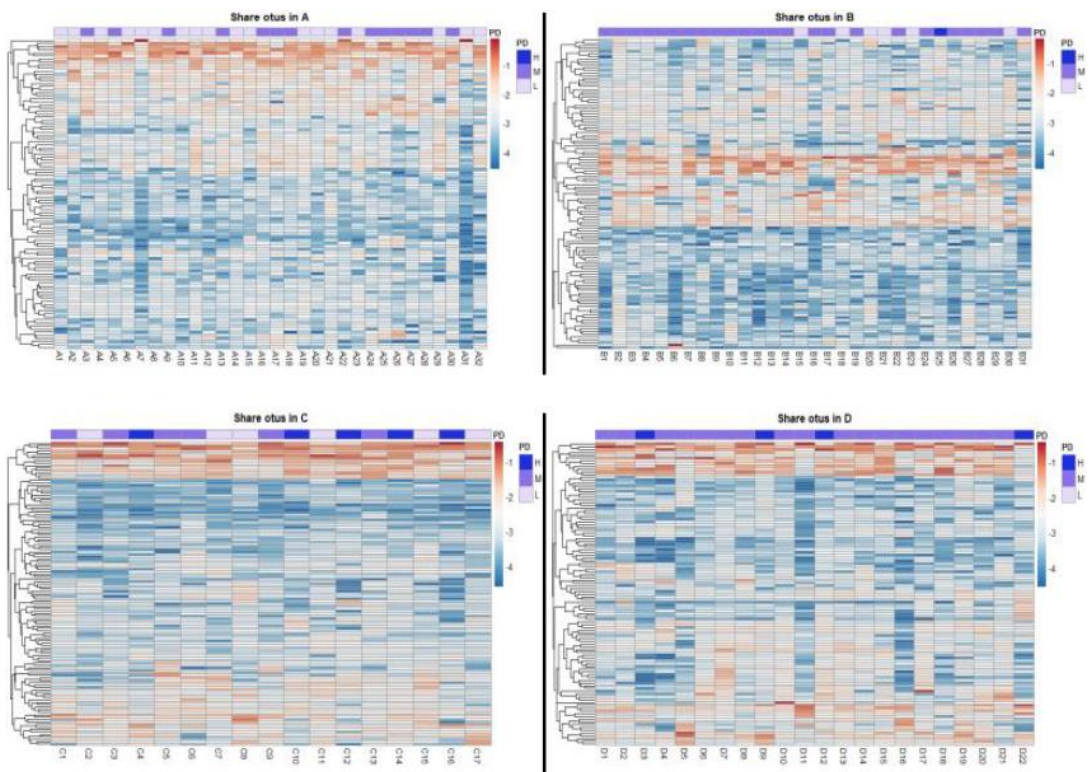 Share otus in A
PD
PD
H
M
L
-1
-2
-3
-4
A1 A2 A3 A4 A5 A6 A7 A8 A9 A10 A11 A12 A13 A14 A15 A16 A17 A18 A19 A20 A21 A22 A23 A24 A25 A26 A27 A28 A29 A30 A31 A32
Share otus in B
PD
PD
H
M
L
-1
-2
-3
-4
B1 B2 B3 B4 B5 B6 B7 B8 B9 B10 B11 B12 B13 B14 B15 B16 B17 B18 B19 B20 B21 B22 B23 B24 B25 B26 B27 B28 B29 B30 B31
Share otus in C
PD
PD
H
M
L
-1
-2
-3
-4
C1 C2 C3 C4 C5 C6 C7 C8 C9 C10 C11 C12 C13 C14 C15 C16 C17
Share otus in D
PD
PD
H
M
L
-1
-2
-3
-4
D1 D2 D3 D4 D5 D6 D7 D8 D9 D10 D11 D12 D13 D14 D15 D16 D17 D18 D19 D20 D21 D22